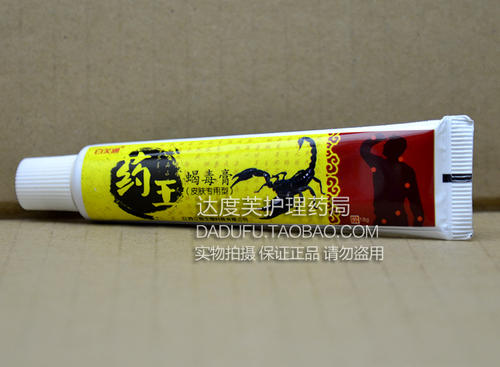 药王
蝎毒膏
(皮肤专用型)
达度芙护理药局
DADUFU.TAOBAO.COM
实物拍摄 保证正品 请勿盗用